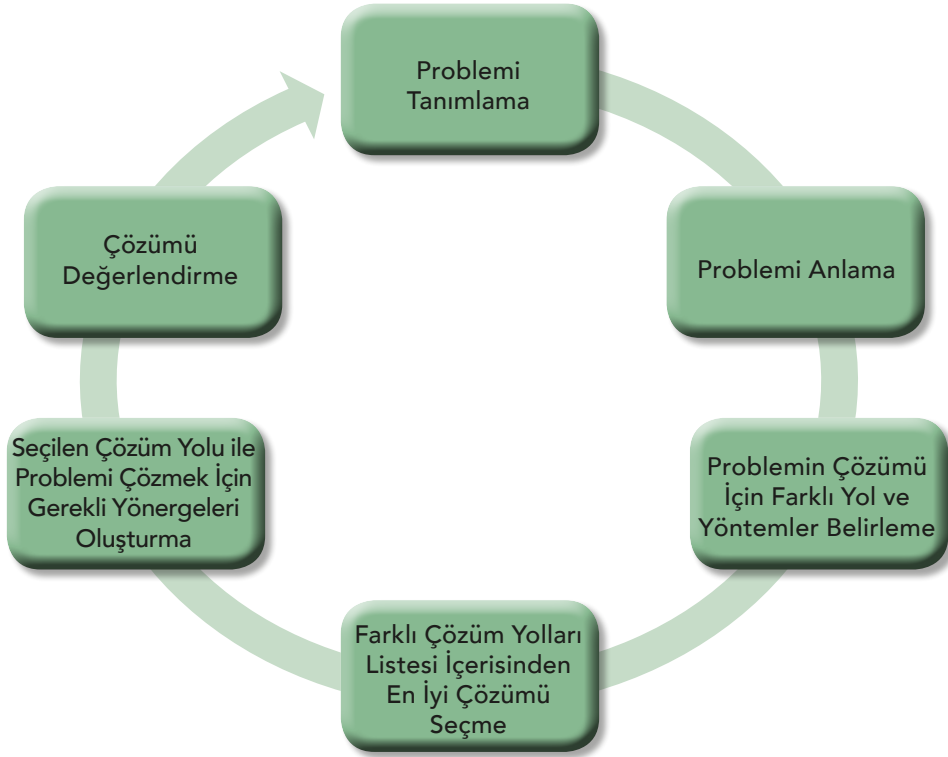 Problemi
Tanımlama
Problemi Anlama
Problemin Çözümü
İçin Farklı Yol ve
Yöntemler Belirleme
Farklı Çözüm Yolları
Listesi İçerisinden
En İyi Çözümü
Seçme
Seçilen Çözüm Yolu ile
Problemi Çözmek İçin
Gerekli Yönergeleri
Oluşturma
Çözümü
Değerlendirme